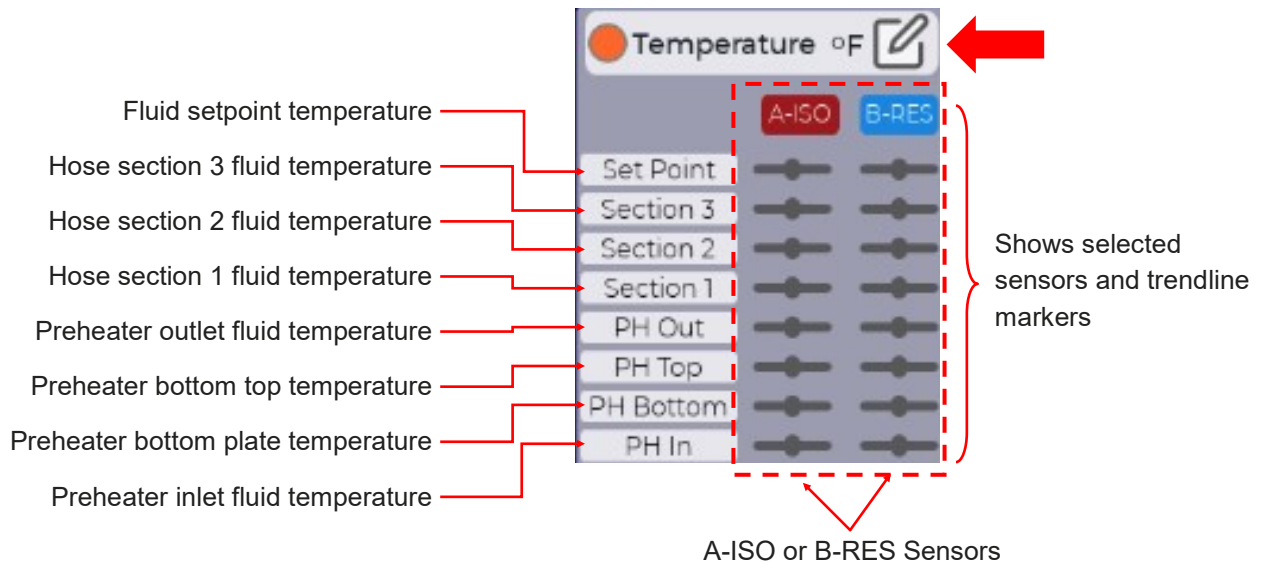 Temperature °F
A-ISO B-RES
Fluid setpoint temperature
Set Point
Hose section 3 fluid temperature
Section 3
Hose section 2 fluid temperature
Section 2
Hose section 1 fluid temperature
Section 1
Preheater outlet fluid temperature
PH Out
Preheater bottom top temperature
PH Top
Preheater bottom plate temperature
PH Bottom
Preheater inlet fluid temperature
PH In
Shows selected
sensors and trendline
markers
A-ISO or B-RES Sensors